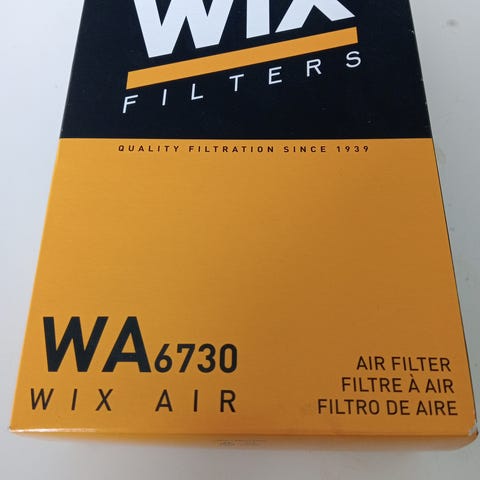 WIX
FILTERS
QUALITY FILTRATION SINCE 1939
WA6730
WIX AIR
AIR FILTER
FILTRE À AIR
FILTRO DE AIRE